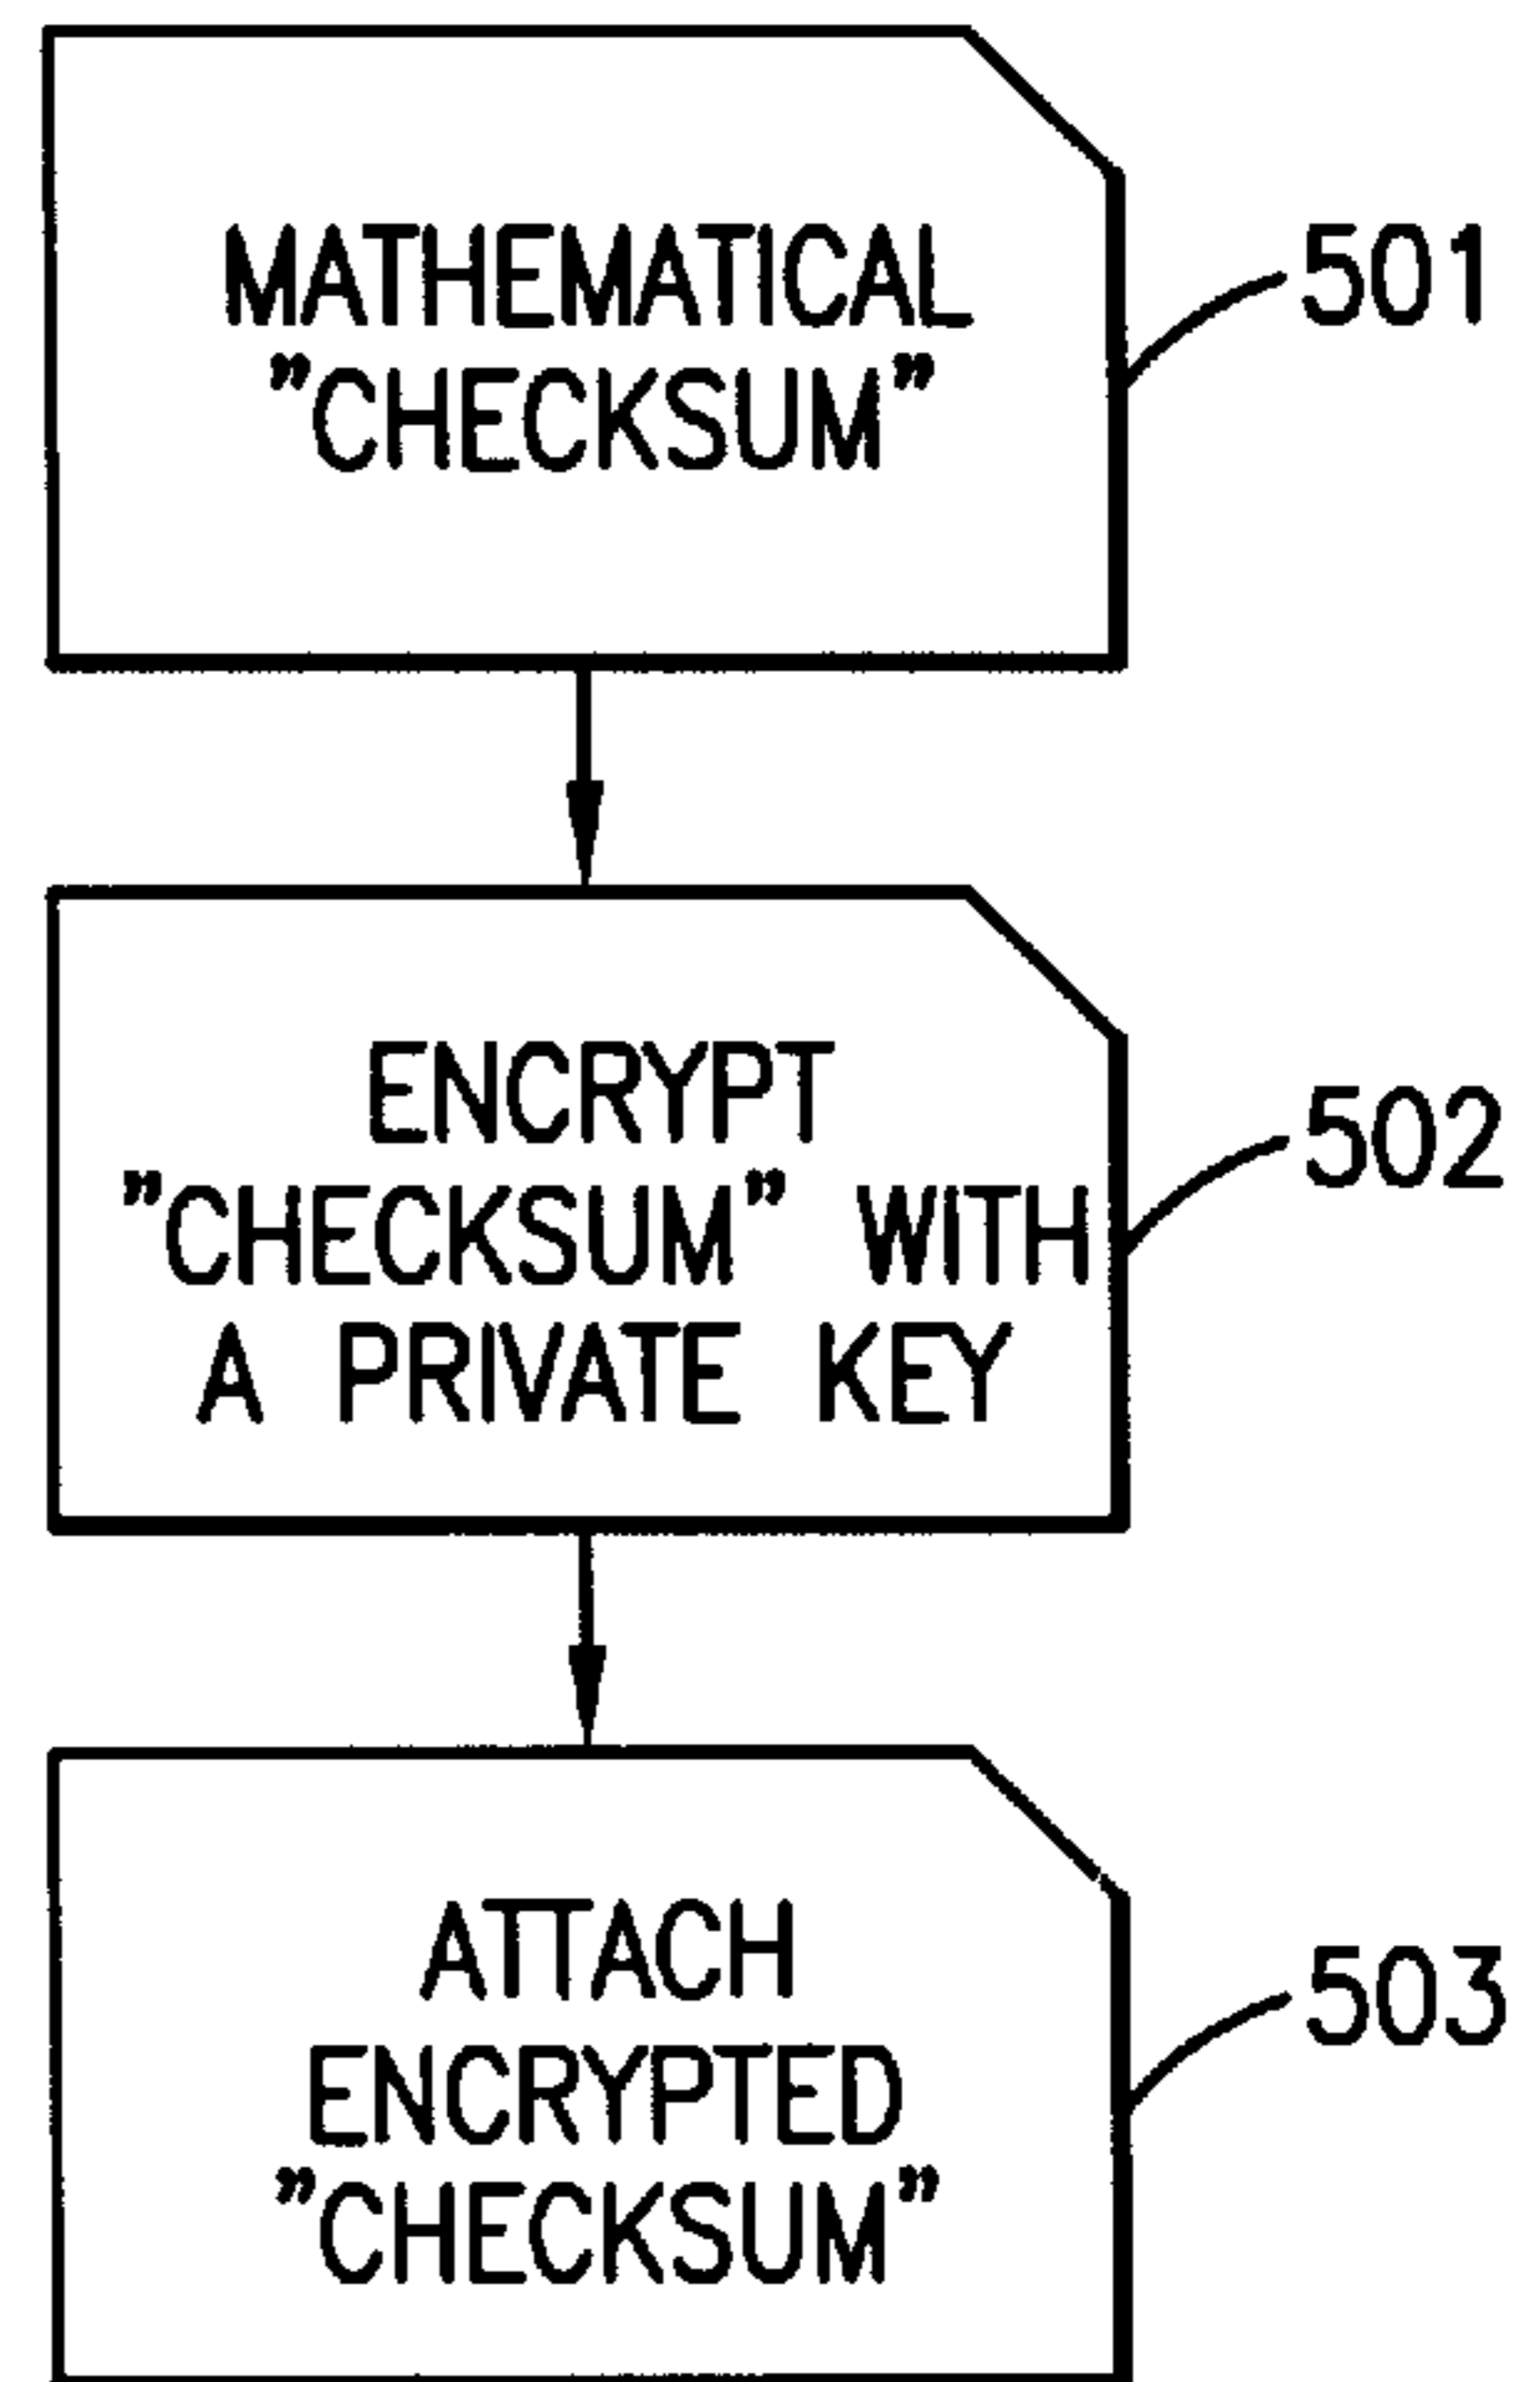 MATHEMATICAL
"CHECKSUM"
501
ENCRYPT
"CHECKSUM" WITH
A PRIVATE KEY
502
ATTACH
ENCRYPTED
"CHECKSUM"
503